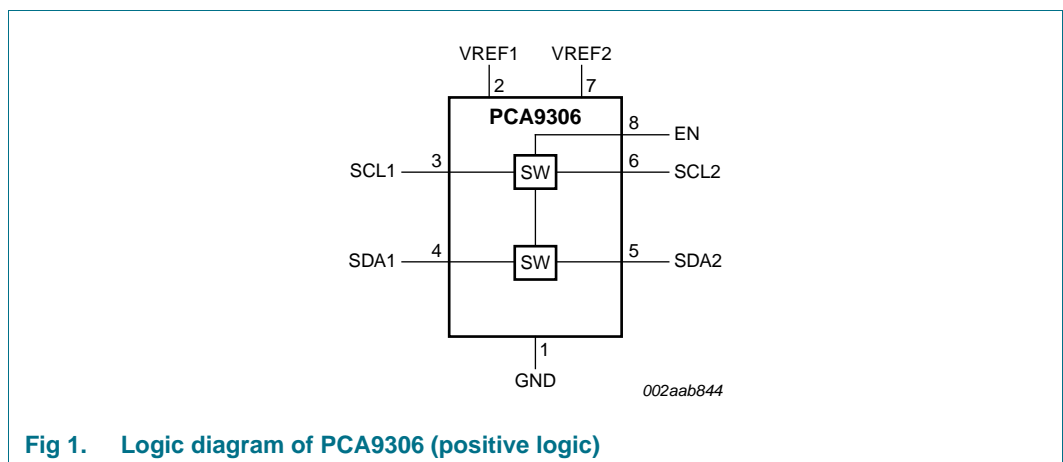 VREF1 VREF2
2 7
PCA9306
8 EN
SCL1 3 SW 6 SCL2
SDA1 4 SW 5 SDA2
1
GND
002aab844
Fig 1. Logic diagram of PCA9306 (positive logic)